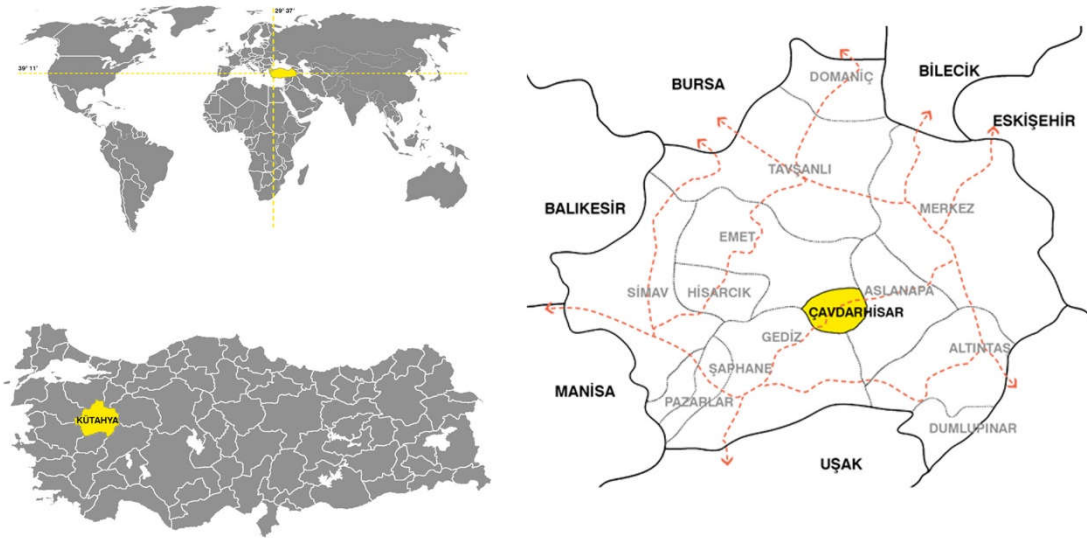 29° 37'
39° 11'
KÜTAHYA
BURSA
DOMANİÇ
BİLECİK
ESKİŞEHİR
TAVŞANLI
BALIKESİR
MERKEZ
EMET
SİMAV
HİSARCIK
ASLANAPA
ÇAVDARHİSAR
GEDİZ
ALTINTAŞ
ŞAPHANE
MANİSA
PAZARLAR
DUMLUPINAR
UŞAK